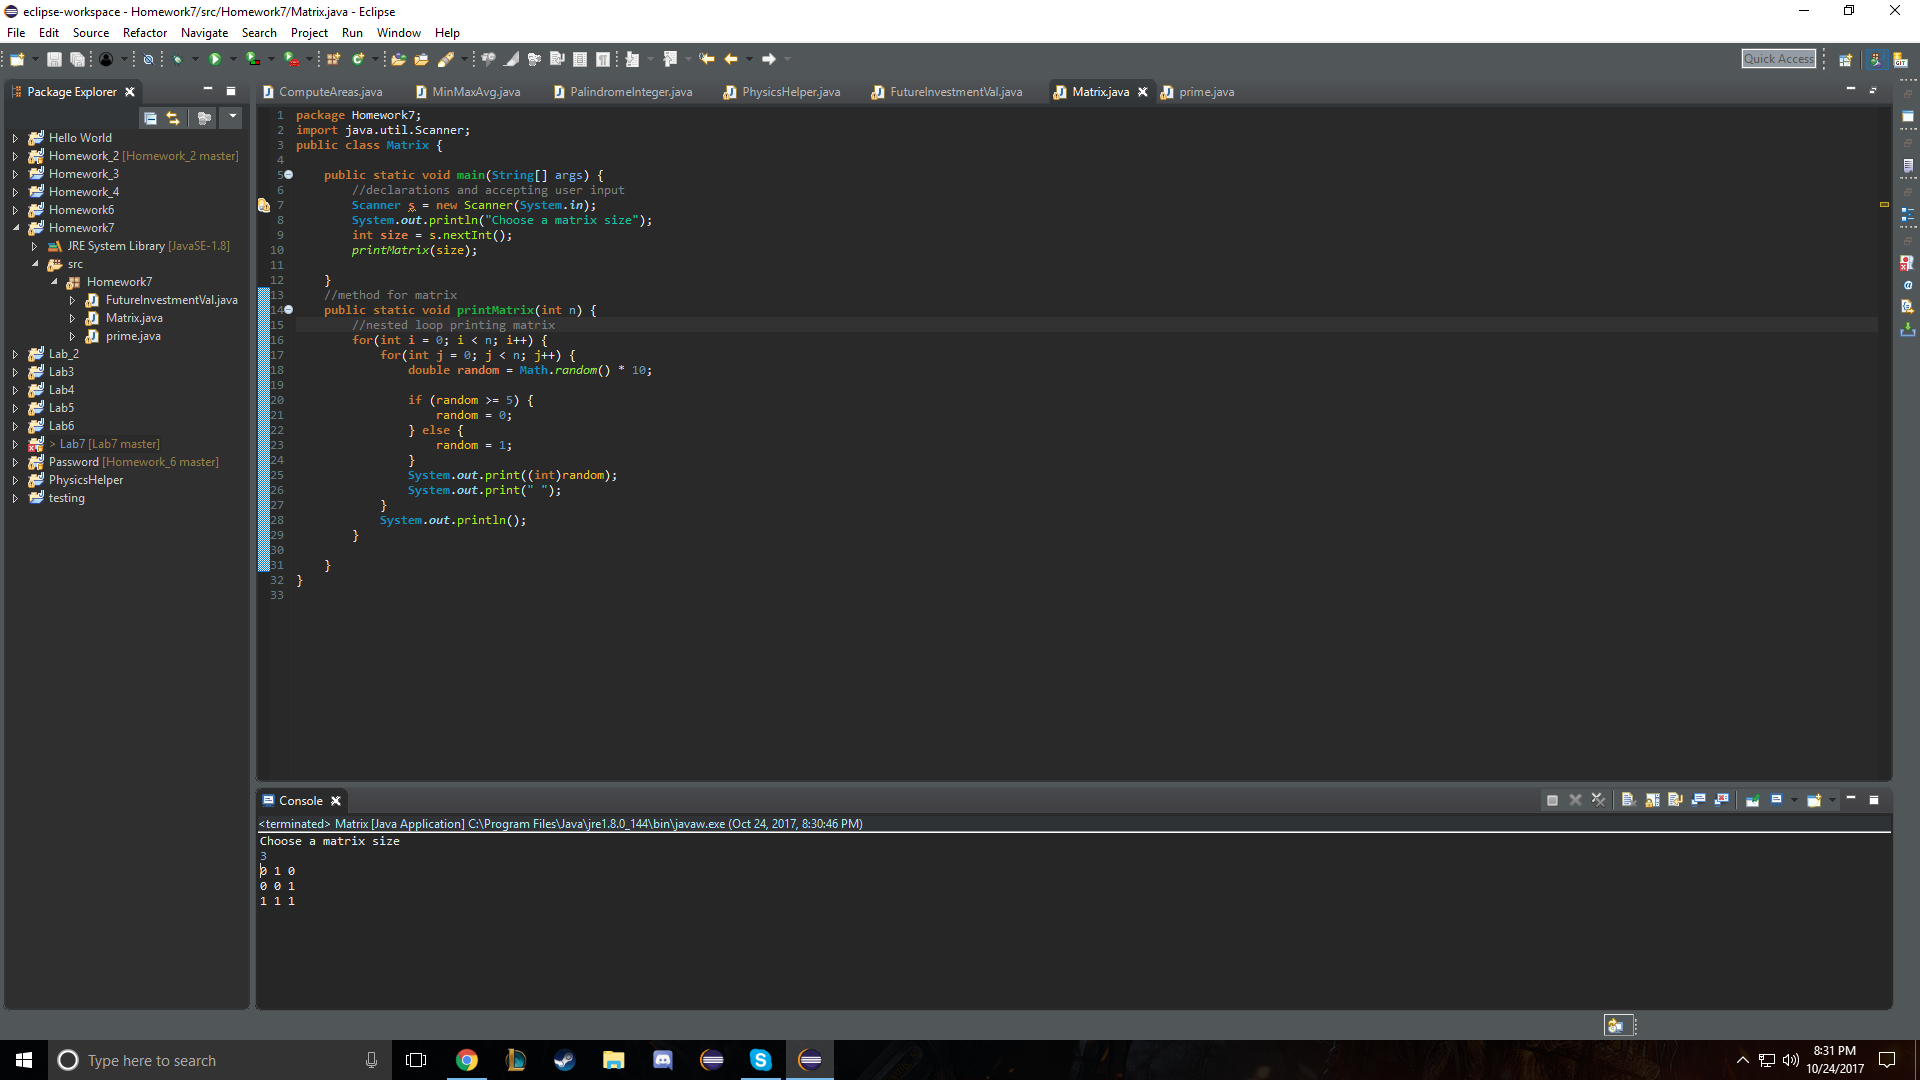 eclipse-workspace - Homework7/src/Homework7/Matrix.java - Eclipse
File Edit Source Refactor Navigate Search Project Run Window Help
Quick Access
Package Explorer
Hello World
Homework_2 [Homework_2 master]
Homework_3
Homework_4
Homework6
Homework7
JRE System Library [JavaSE-1.8]
src
Homework7
FutureInvestmentVal.java
Matrix.java
prime.java
Lab_2
Lab3
Lab4
Lab5
Lab6
> Lab7 [Lab7 master]
Password [Homework_6 master]
PhysicsHelper
testing
ComputeAreas.java MinMaxAvg.java PalindromeInteger.java PhysicsHelper.java FutureInvestmentVal.java Matrix.java prime.java
1 package Homework7;
2 import java.util.Scanner;
3 public class Matrix {
4
5 public static void main(String[] args) {
6 //declarations and accepting user input
7 Scanner s = new Scanner(System.in);
8 System.out.println("Choose a matrix size");
9 int size = s.nextInt();
10 printMatrix(size);
11
12 }
13 //method for matrix
14 public static void printMatrix(int n) {
15 //nested loop printing matrix
16 for(int i = 0; i < n; i++) {
17 for(int j = 0; j < n; j++) {
18 double random = Math.random() * 10;
19
20 if (random >= 5) {
21 random = 0;
22 } else {
23 random = 1;
24 }
25 System.out.print((int)random);
26 System.out.print(" ");
27 }
28 System.out.println();
29 }
30
31 }
32 }
33
Console
<terminated> Matrix [Java Application] C:\Program Files\Java\jre1.8.0_144\bin\javaw.exe (Oct 24, 2017, 8:30:46 PM)
Choose a matrix size
3
0 1 0
0 0 1
1 1 1
Type here to search
8:31 PM
10/24/2017